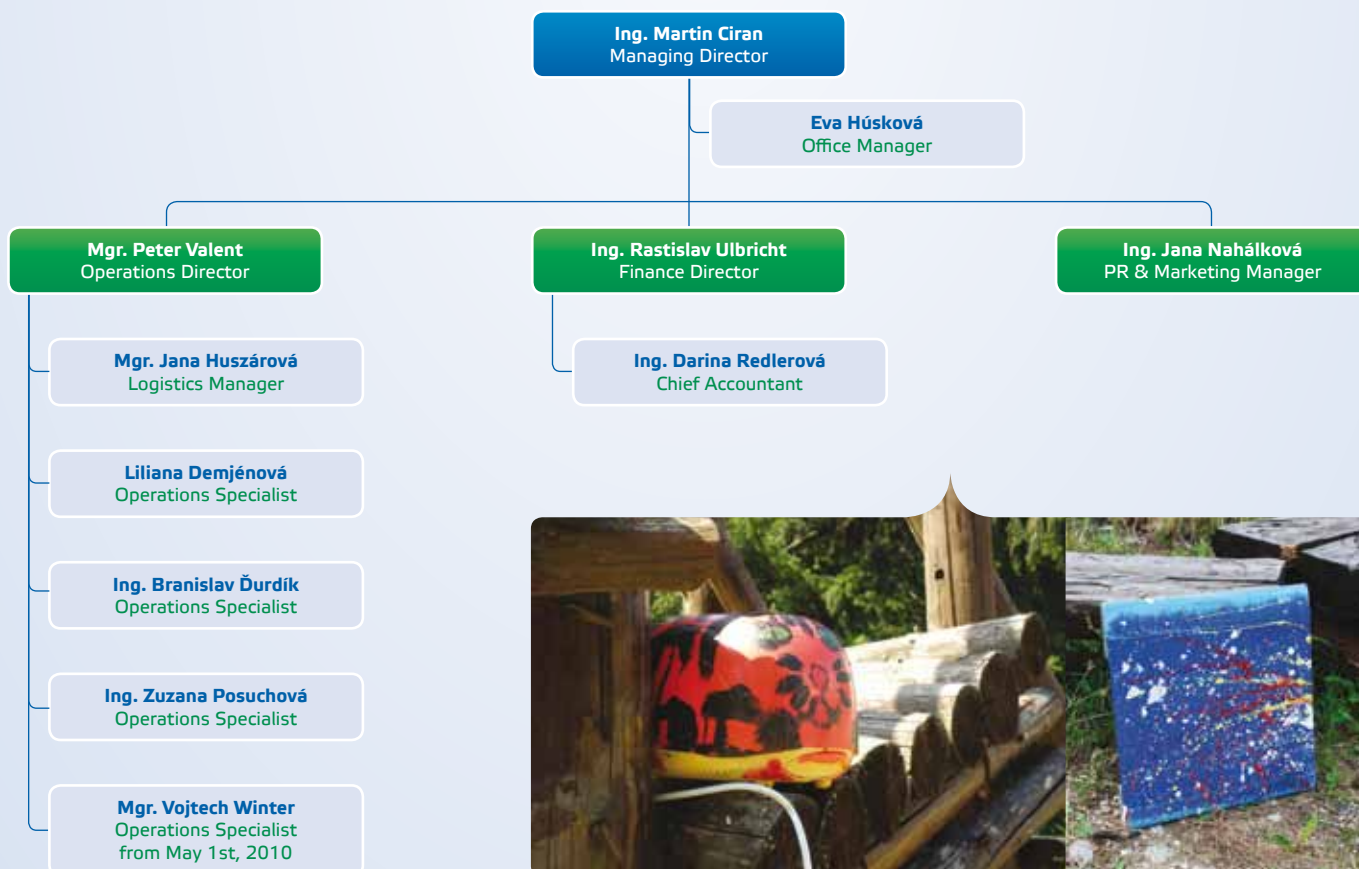 Ing. Martin Ciran
Managing Director
Eva Húsková
Office Manager
Mgr. Peter Valent
Operations Director
Ing. Rastislav Ulbricht
Finance Director
Ing. Jana Nahálková
PR & Marketing Manager
Mgr. Jana Huszárová
Logistics Manager
Ing. Darina Redlerová
Chief Accountant
Liliana Demjénová
Operations Specialist
Ing. Branislav Ďurdík
Operations Specialist
Ing. Zuzana Posuchová
Operations Specialist
Mgr. Vojtech Winter
Operations Specialist
from May 1st, 2010